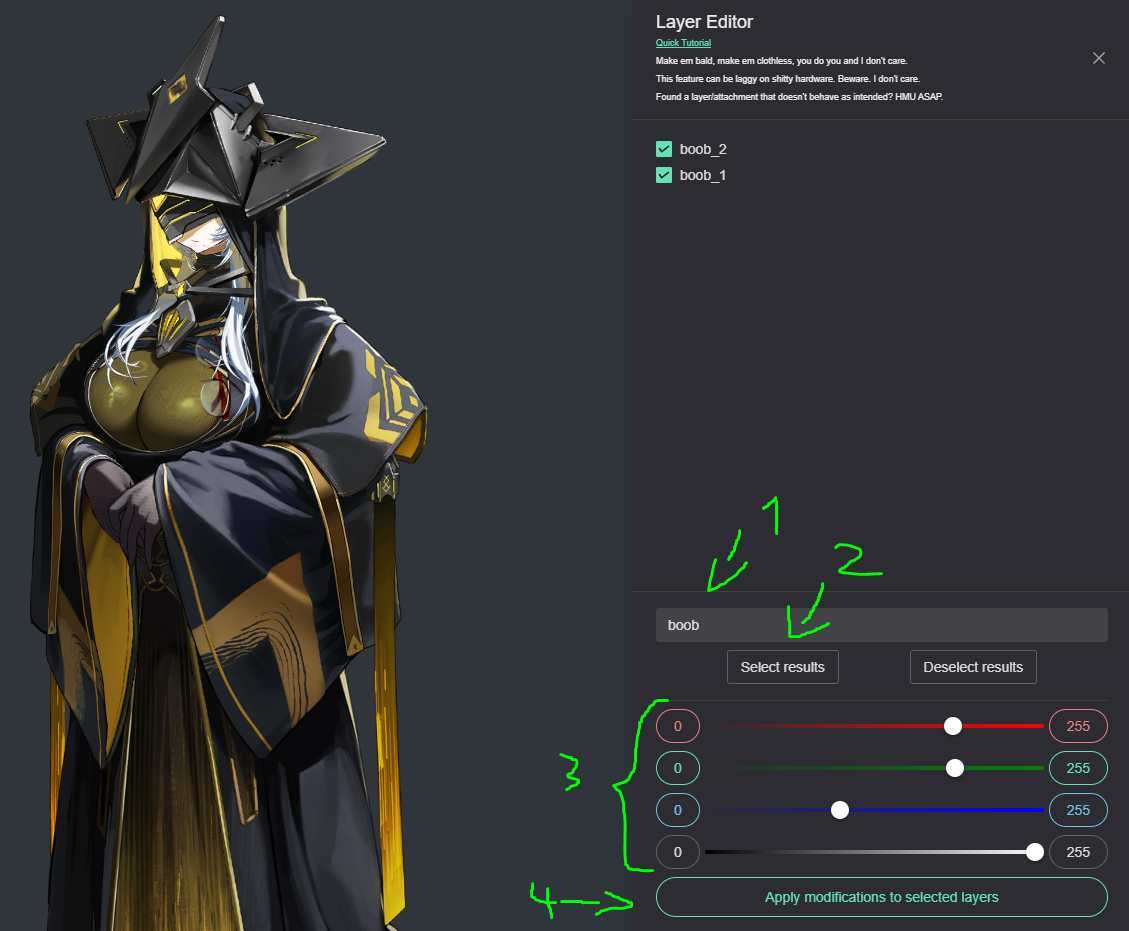 Layer Editor
Quick Tutorial
Make em bald, make em clothless, you do you and I don't care.
This feature can be laggy on shitty hardware. Beware. I don't care.
Found a layer/attachment that doesn't behave as intended? HMU ASAP.
boob_2
boob_1
1
2
boob
Select results Deselect results
0 255
3
0 255
0 255
0 255
4
Apply modifications to selected layers